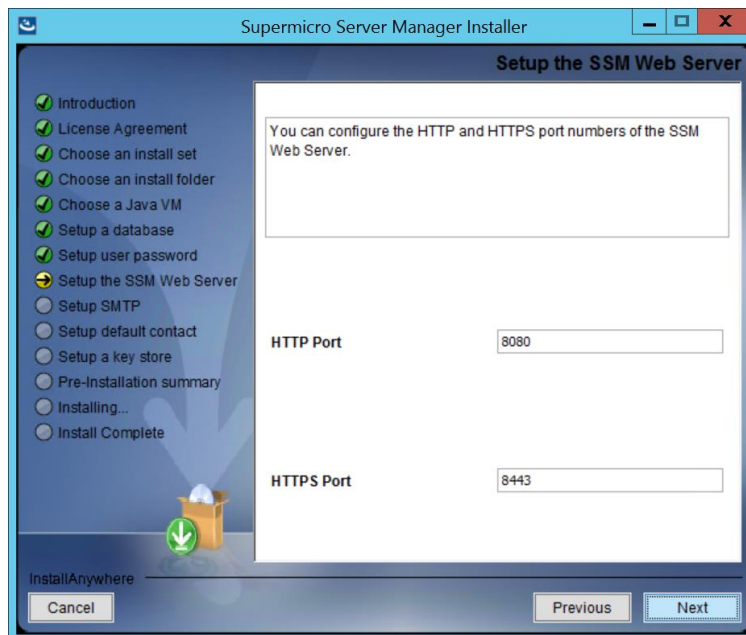 Supermicro Server Manager Installer
Setup the SSM Web Server
Introduction
License Agreement
Choose an install set
Choose an install folder
Choose a Java VM
Setup a database
Setup user password
Setup the SSM Web Server
Setup SMTP
Setup default contact
Setup a key store
Pre-Installation summary
Installing...
Install Complete
You can configure the HTTP and HTTPS port numbers of the SSM
Web Server.
HTTP Port
8080
HTTPS Port
8443
InstallAnywhere
Cancel
Previous
Next